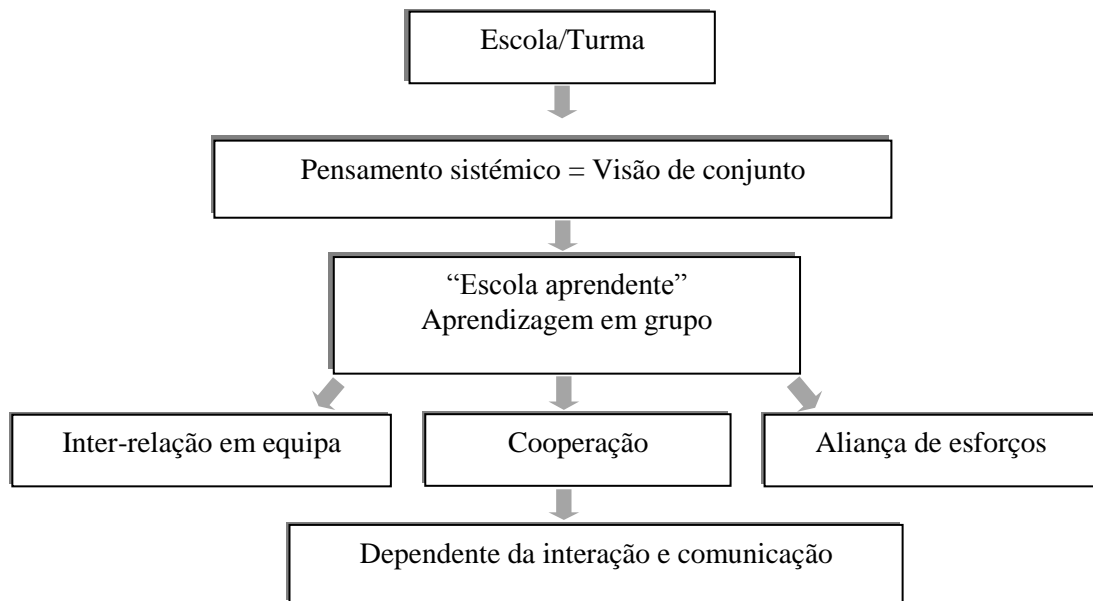 Escola/Turma
Pensamento sistémico = Visão de conjunto
“Escola aprendente”
Aprendizagem em grupo
Inter-relação em equipa
Cooperação
Aliança de esforços
Dependente da interação e comunicação